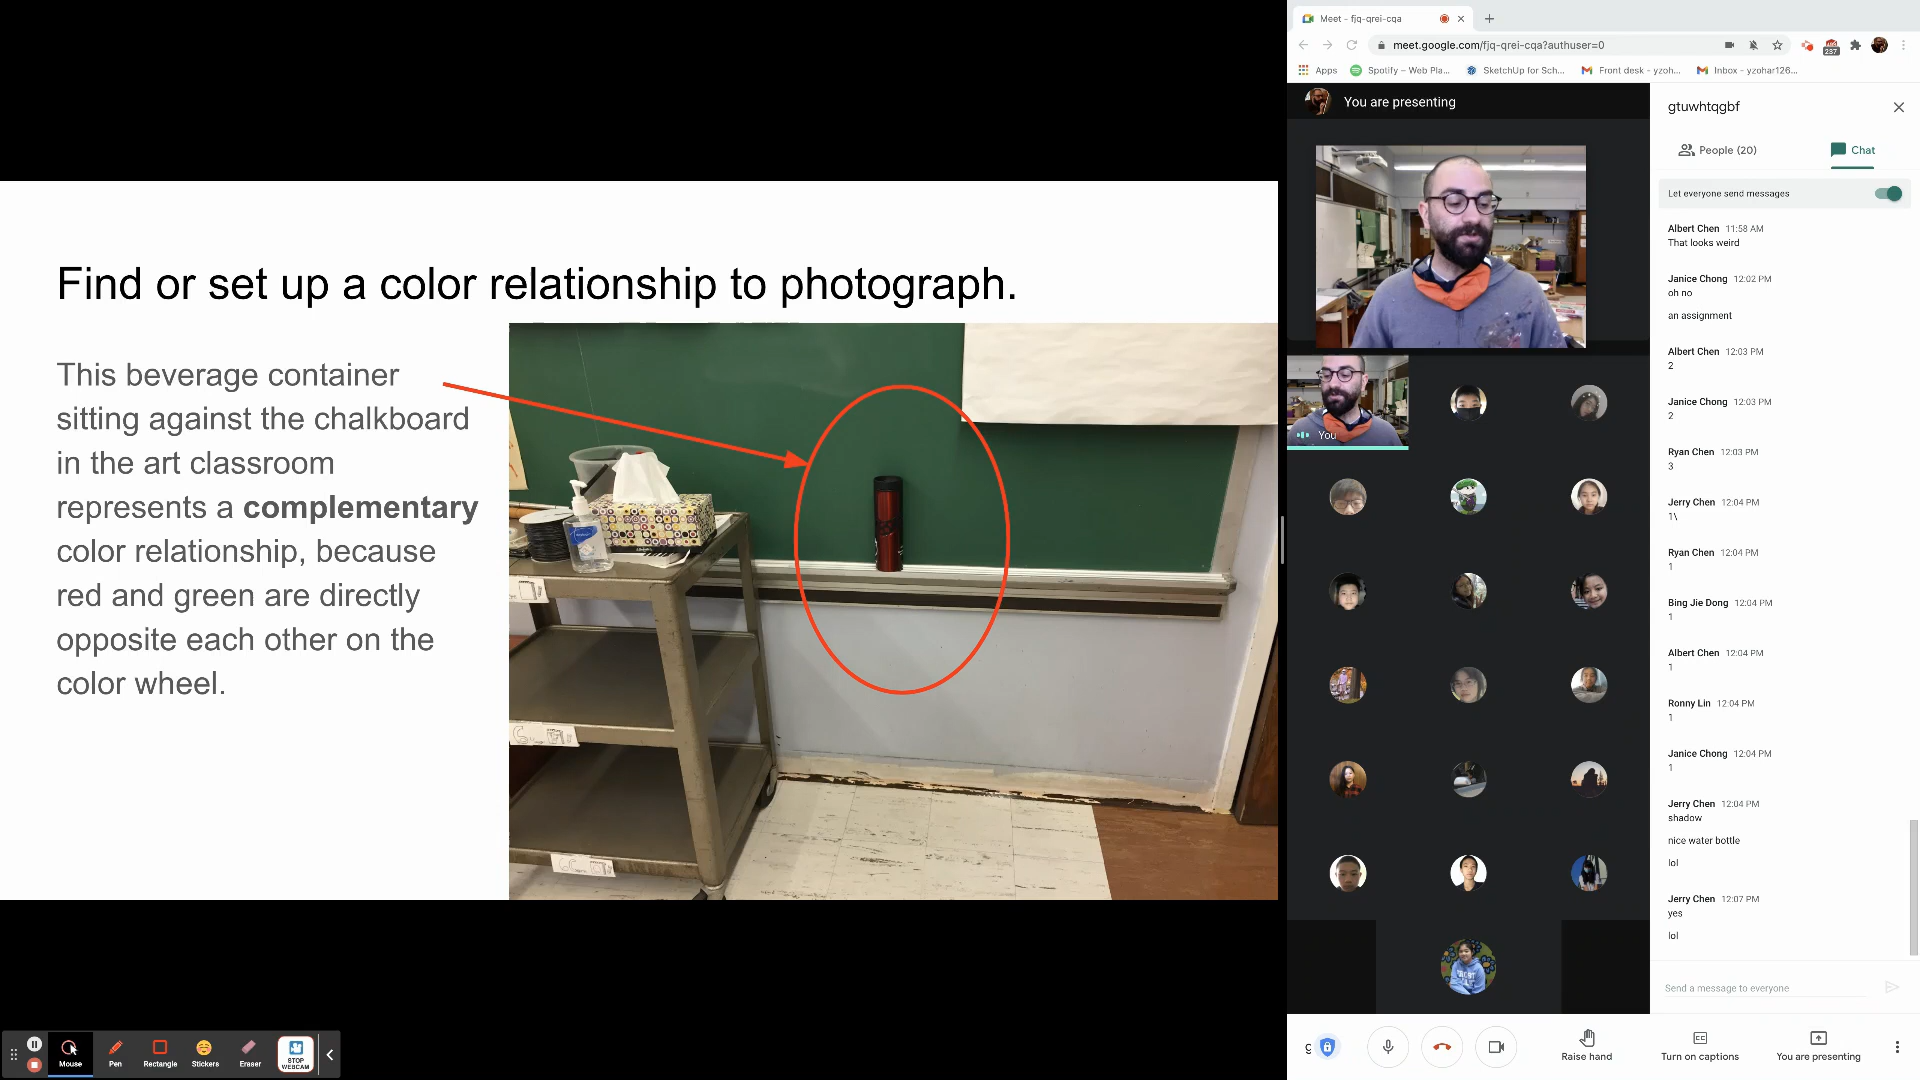 Find or set up a color relationship to photograph.
This beverage container
sitting against the chalkboard
in the art classroom
represents a complementary
color relationship, because
red and green are directly
opposite each other on the
color wheel.
Mouse
Pen
Rectangle
Stickers
Eraser
STOP
WEBCAM
Meet - fjq-qrei-cqa
meet.google.com/fjq-qrei-cqa?authuser=0
237
Apps
Spotify – Web Pla...
SketchUp for Sch...
Front desk - yzoh...
Inbox - yzohar126...
You are presenting
You
gtuwhtqgbf
People (20)
Chat
Let everyone send messages
Albert Chen 11:58 AM
That looks weird
Janice Chong 12:02 PM
oh no
an assignment
Albert Chen 12:03 PM
2
Janice Chong 12:03 PM
2
Ryan Chen 12:03 PM
3
Jerry Chen 12:04 PM
1\
Ryan Chen 12:04 PM
1
Bing Jie Dong 12:04 PM
1
Albert Chen 12:04 PM
1
Ronny Lin 12:04 PM
1
Janice Chong 12:04 PM
1
Jerry Chen 12:04 PM
shadow
nice water bottle
lol
Jerry Chen 12:07 PM
yes
lol
Send a message to everyone
g
Raise hand
Turn on captions
You are presenting